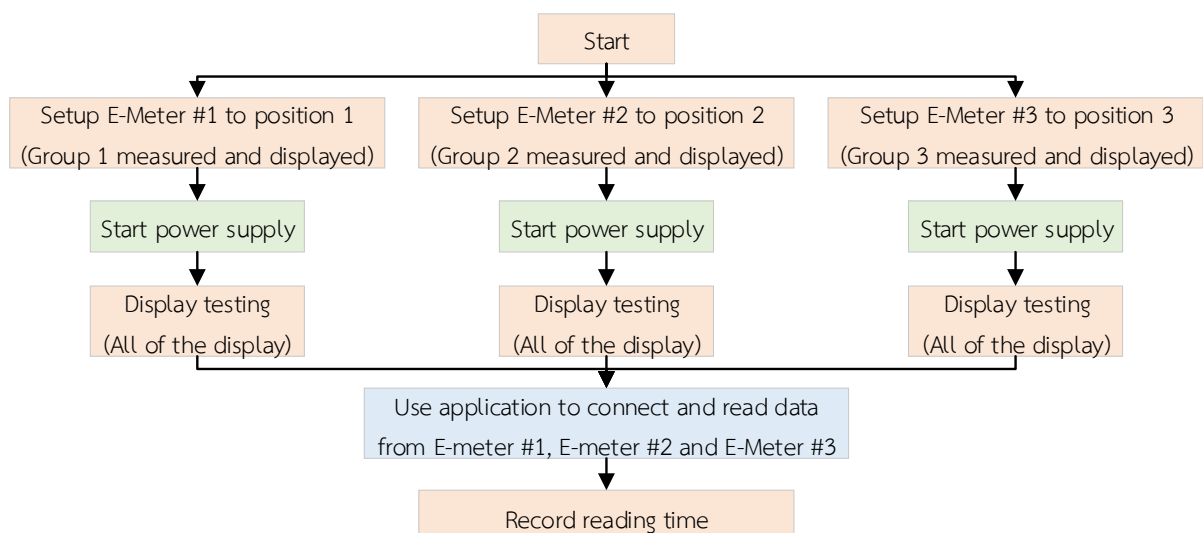 Start
Setup E-Meter #1 to position 1
(Group 1 measured and displayed)
Setup E-Meter #2 to position 2
(Group 2 measured and displayed)
Setup E-Meter #3 to position 3
(Group 3 measured and displayed)
Start power supply
Start power supply
Start power supply
Display testing
(All of the display)
Display testing
(All of the display)
Display testing
(All of the display)
Use application to connect and read data
from E-meter #1, E-meter #2 and E-Meter #3
Record reading time